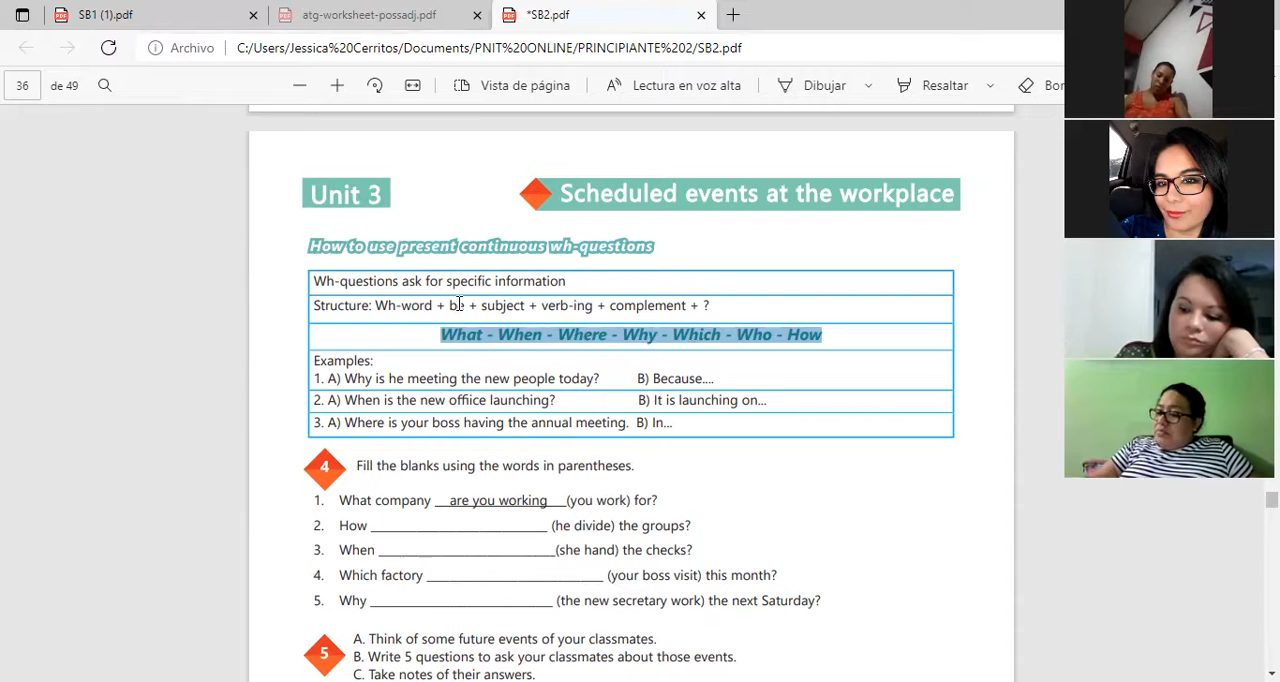 SB1 (1).pdf
atg-worksheet-possadj.pdf
*SB2.pdf
Archivo
C:/Users/Jessica%20Cerritos/Documents/PNIT%20ONLINE/PRINCIPIANTE%202/SB2.pdf
36 de 49
Vista de página
Lectura en voz alta
Dibujar
Resaltar
Bor
Unit 3
Scheduled events at the workplace
How to use present continuous wh-questions
Wh-questions ask for specific information
Structure: Wh-word + be + subject + verb-ing + complement + ?
What - When - Where - Why - Which - Who - How
Examples:
1. A) Why is he meeting the new people today? B) Because....
2. A) When is the new office launching? B) It is launching on...
3. A) Where is your boss having the annual meeting. B) In...
4 Fill the blanks using the words in parentheses.
1. What company __are you working__(you work) for?
2. How ______________________ (he divide) the groups?
3. When ______________________(she hand) the checks?
4. Which factory ______________________ (your boss visit) this month?
5. Why ______________________ (the new secretary work) the next Saturday?
5 A. Think of some future events of your classmates.
B. Write 5 questions to ask your classmates about those events.
C. Take notes of their answers.